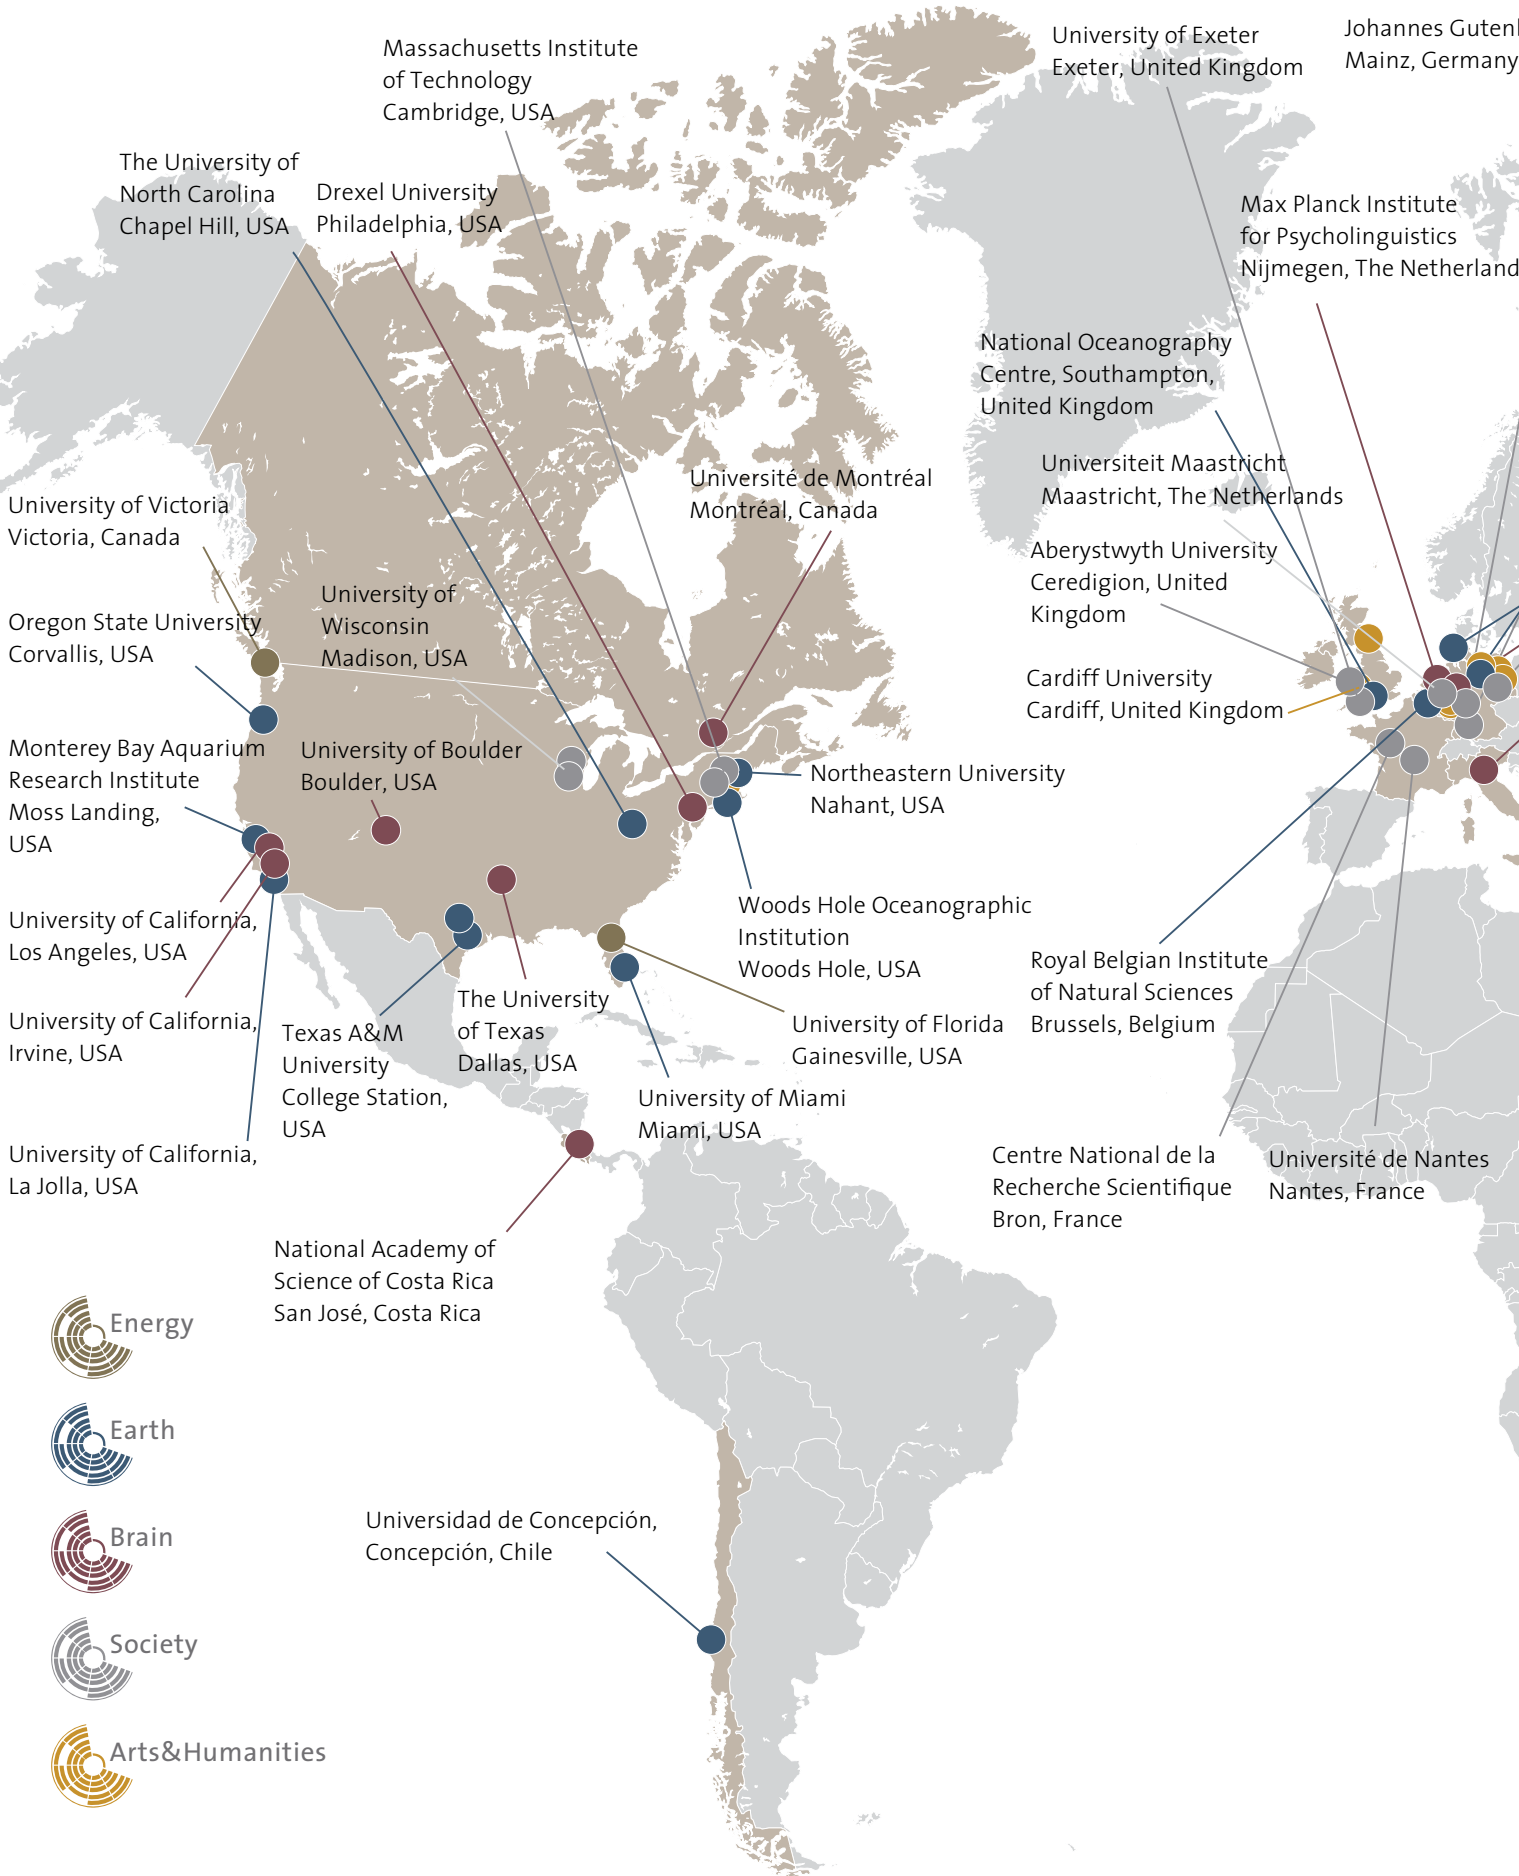 Massachusetts Institute
of Technology
Cambridge, USA
University of Exeter
Exeter, United Kingdom
Mainz, Germany
The University of
North Carolina
Chapel Hill, USA
Drexel University
Philadelphia, USA
Max Planck Institute
for Psycholinguistics
Nijmegen, The Netherland
National Oceanography
Centre, Southampton,
United Kingdom
Université de Montréal
Montréal, Canada
Universiteit Maastricht
Maastricht, The Netherlands
University of Victoria
Victoria, Canada
Aberystwyth University
Ceredigion, United
Kingdom
University of
Wisconsin
Madison, USA
Oregon State University
Corvallis, USA
Cardiff University
Cardiff, United Kingdom
Monterey Bay Aquarium
Research Institute
Moss Landing,
USA
University of Boulder
Boulder, USA
Northeastern University
Nahant, USA
University of California,
Los Angeles, USA
Woods Hole Oceanographic
Institution
Woods Hole, USA
Royal Belgian Institute
of Natural Sciences
Brussels, Belgium
University of California,
Irvine, USA
Texas A&M
University
College Station,
USA
The University
of Texas
Dallas, USA
University of Florida
Gainesville, USA
University of Miami
Miami, USA
University of California,
La Jolla, USA
Centre National de la
Recherche Scientifique
Bron, France
Université de Nantes
Nantes, France
National Academy of
Science of Costa Rica
San José, Costa Rica
Energy
Earth
Brain
Society
Arts&Humanities
Universidad de Concepción,
Concepción, Chile
Johannes